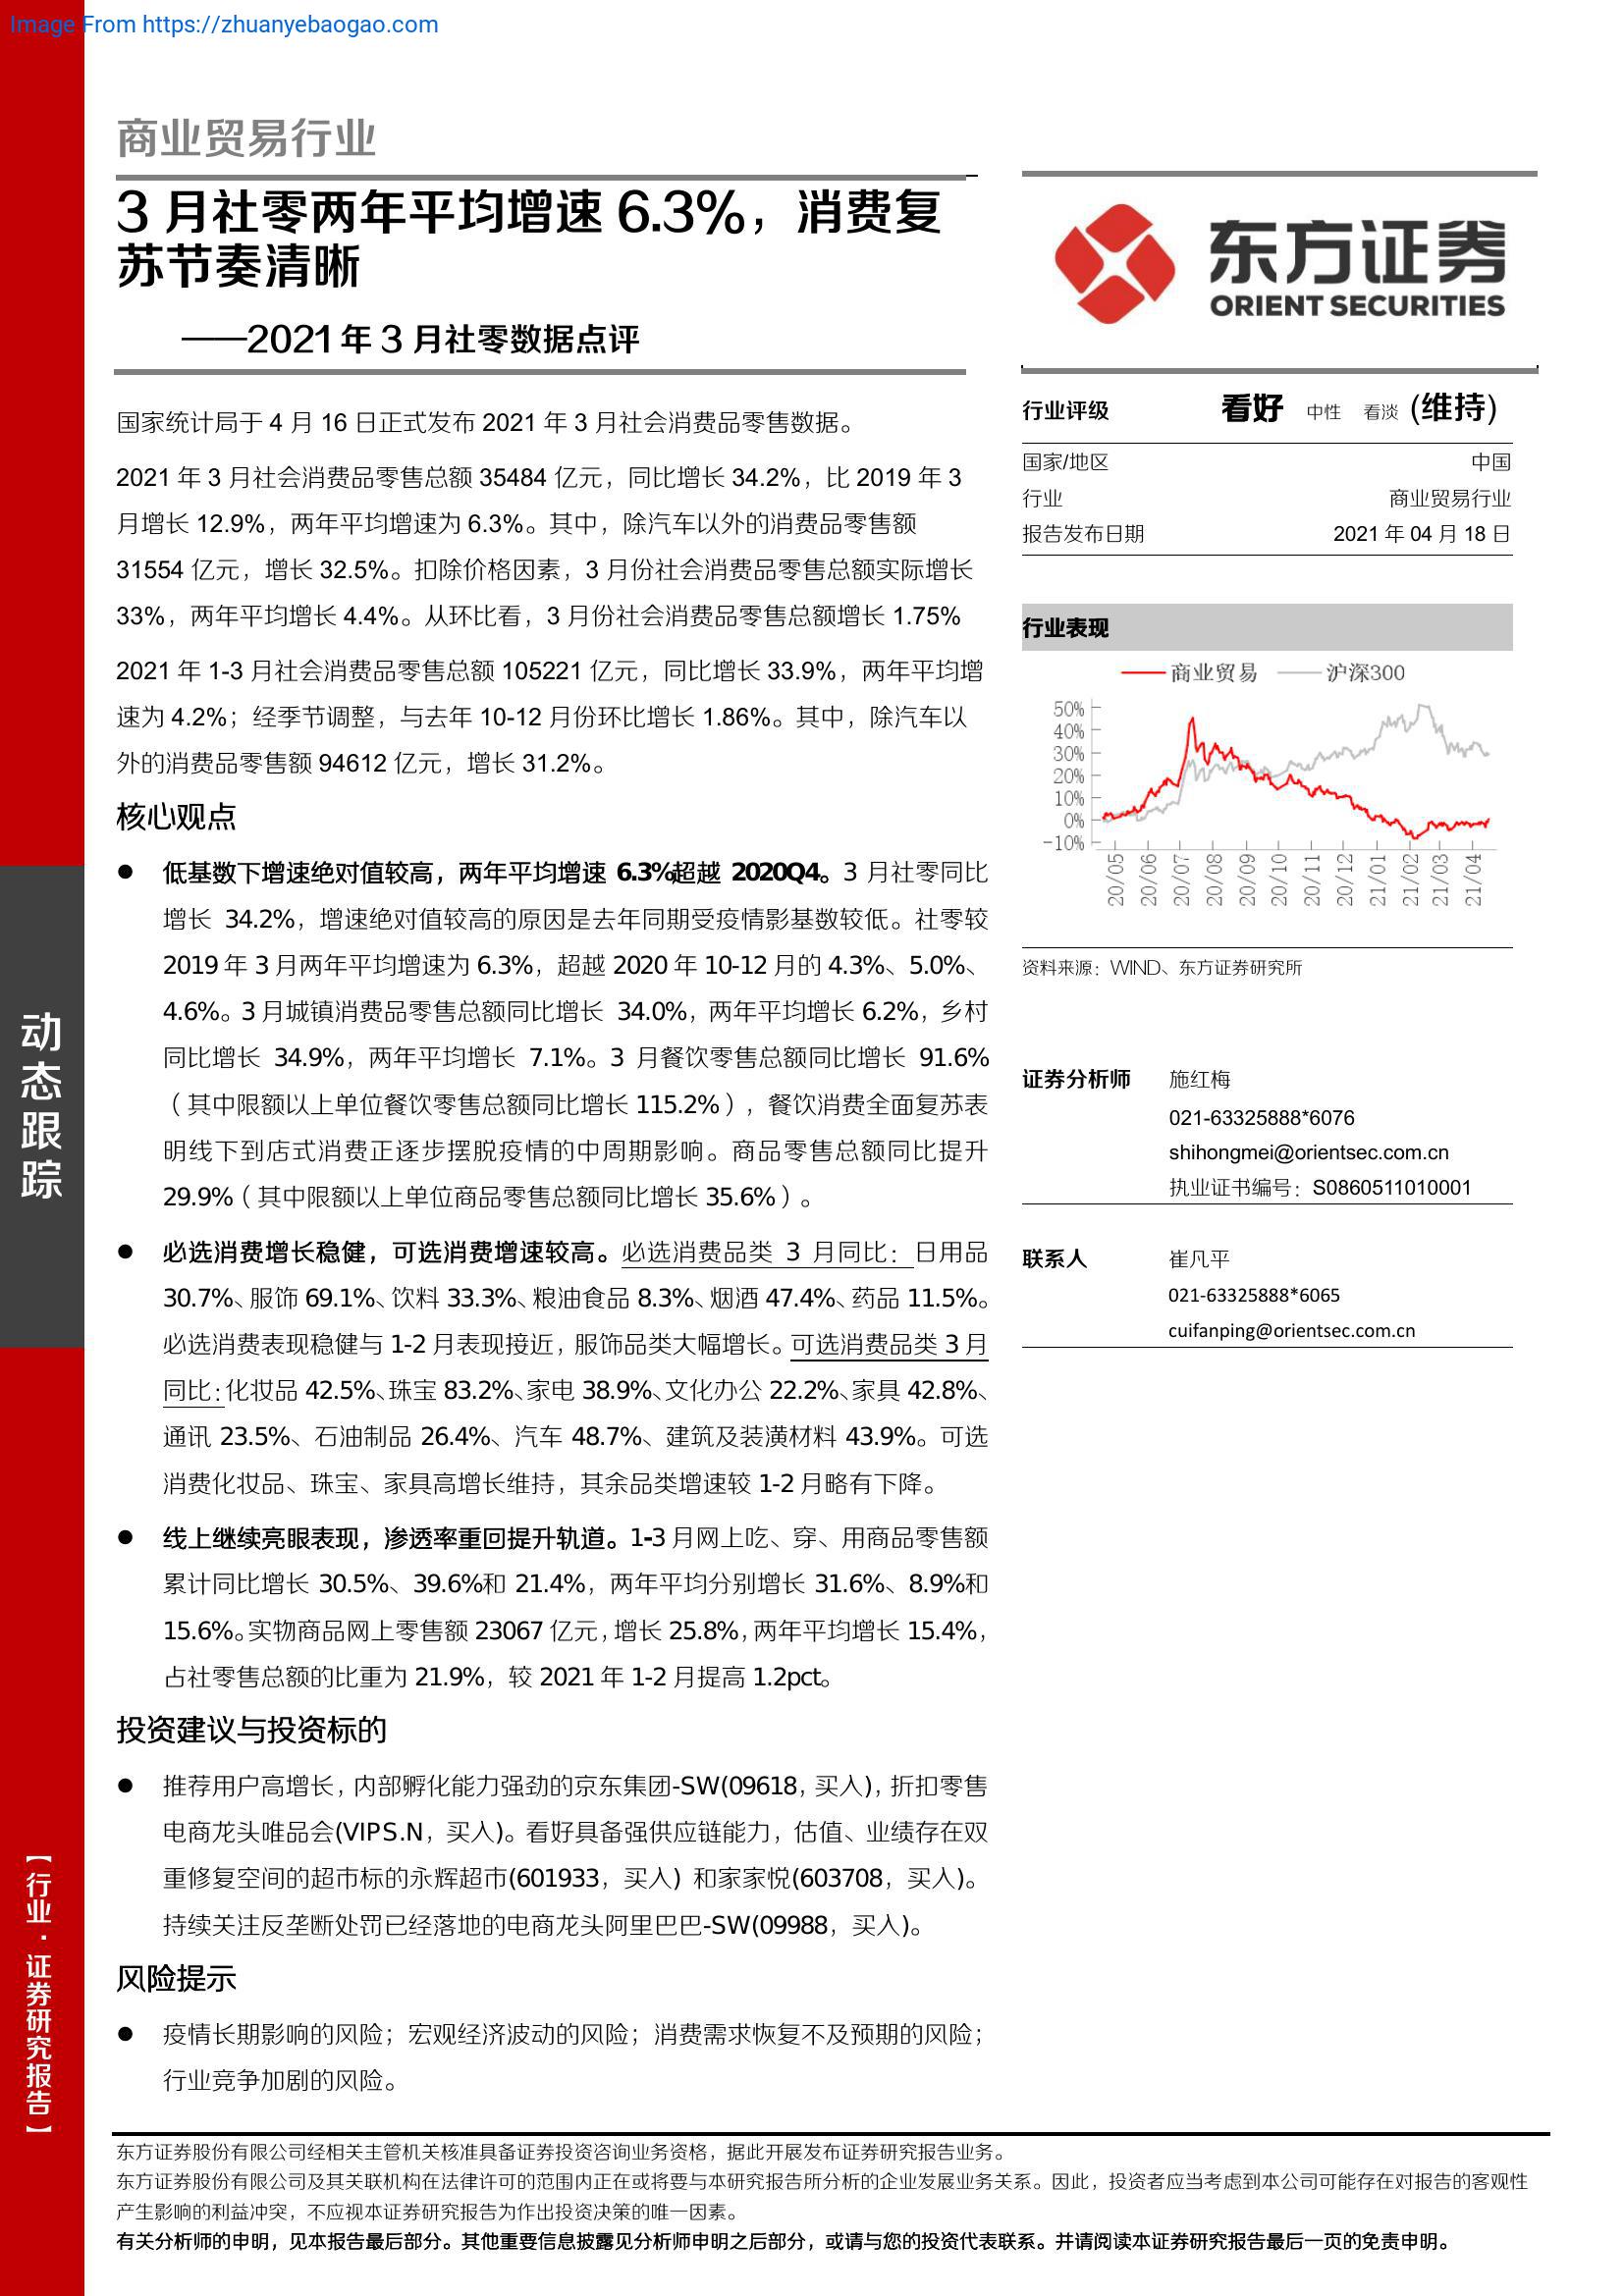 Image From https://zhuanyebaogao.com
商业贸易行业
3 月社零两年平均增速 6.3%，消费复
苏节奏清晰
——2021 年 3 月社零数据点评
国家统计局于 4 月 16 日正式发布 2021 年 3 月社会消费品零售数据。
2021 年 3 月社会消费品零售总额 35484 亿元，同比增长 34.2%，比 2019 年 3
月增长 12.9%，两年平均增速为 6.3%。其中，除汽车以外的消费品零售额
31554 亿元，增长 32.5%。扣除价格因素，3 月份社会消费品零售总额实际增长
33%，两年平均增长 4.4%。从环比看，3 月份社会消费品零售总额增长 1.75%
2021 年 1-3 月社会消费品零售总额 105221 亿元，同比增长 33.9%，两年平均增
速为 4.2%；经季节调整，与去年 10-12 月份环比增长 1.86%。其中，除汽车以
外的消费品零售额 94612 亿元，增长 31.2%。
核心观点
● 低基数下增速绝对值较高，两年平均增速 6.3%超越 2020Q4。3 月社零同比
增长 34.2%，增速绝对值较高的原因是去年同期受疫情影基数较低。社零较
2019 年 3 月两年平均增速为 6.3%，超越 2020 年 10-12 月的 4.3%、5.0%、
4.6%。3 月城镇消费品零售总额同比增长 34.0%，两年平均增长 6.2%，乡村
同比增长 34.9%，两年平均增长 7.1%。3 月餐饮零售总额同比增长 91.6%
（其中限额以上单位餐饮零售总额同比增长 115.2%），餐饮消费全面复苏表
明线下到店式消费正逐步摆脱疫情的中周期影响。商品零售总额同比提升
29.9%（其中限额以上单位商品零售总额同比增长 35.6%）。
● 必选消费增长稳健，可选消费增速较高。必选消费品类 3 月同比：日用品
30.7%、服饰 69.1%、饮料 33.3%、粮油食品 8.3%、烟酒 47.4%、药品 11.5%。
必选消费表现稳健与 1-2 月表现接近，服饰品类大幅增长。可选消费品类 3 月
同比：化妆品 42.5%、珠宝 83.2%、家电 38.9%、文化办公 22.2%、家具 42.8%、
通讯 23.5%、石油制品 26.4%、汽车 48.7%、建筑及装潢材料 43.9%。可选
消费化妆品、珠宝、家具高增长维持，其余品类增速较 1-2 月略有下降。
● 线上继续亮眼表现，渗透率重回提升轨道。1-3 月网上吃、穿、用商品零售额
累计同比增长 30.5%、39.6%和 21.4%，两年平均分别增长 31.6%、8.9%和
15.6%。实物商品网上零售额 23067 亿元，增长 25.8%，两年平均增长 15.4%，
占社零售总额的比重为 21.9%，较 2021 年 1-2 月提高 1.2pct。
投资建议与投资标的
● 推荐用户高增长，内部孵化能力强劲的京东集团-SW(09618，买入)，折扣零售
电商龙头唯品会(VIPS.N，买入)。看好具备强供应链能力，估值、业绩存在双
重修复空间的超市标的永辉超市(601933，买入) 和家家悦(603708，买入)。
持续关注反垄断处罚已经落地的电商龙头阿里巴巴-SW(09988，买入)。
风险提示
● 疫情长期影响的风险；宏观经济波动的风险；消费需求恢复不及预期的风险；
行业竞争加剧的风险。
东方证券
ORIENT SECURITIES
行业评级 看好 中性 看淡 (维持)
国家/地区 中国
行业 商业贸易行业
报告发布日期 2021 年 04 月 18 日
行业表现
商业贸易 沪深300
50%
40%
30%
20%
10%
0%
-10%
20/05 20/06 20/07 20/08 20/09 20/10 20/11 20/12 21/01 21/02 21/03 21/04
资料来源：WIND、东方证券研究所
证券分析师 施红梅
021-63325888*6076
shihongmei@orientsec.com.cn
执业证书编号：S0860511010001
联系人 崔凡平
021-63325888*6065
cuifanping@orientsec.com.cn
动态跟踪
【行业·证券研究报告】
东方证券股份有限公司经相关主管机关核准具备证券投资咨询业务资格，据此开展发布证券研究报告业务。
东方证券股份有限公司及其关联机构在法律许可的范围内正在或将要与本研究报告所分析的企业发展业务关系。因此，投资者应当考虑到本公司可能存在对报告的客观性
产生影响的利益冲突，不应视本证券研究报告为作出投资决策的唯一因素。
有关分析师的申明，见本报告最后部分。其他重要信息披露见分析师申明之后部分，或请与您的投资代表联系。并请阅读本证券研究报告最后一页的免责申明。